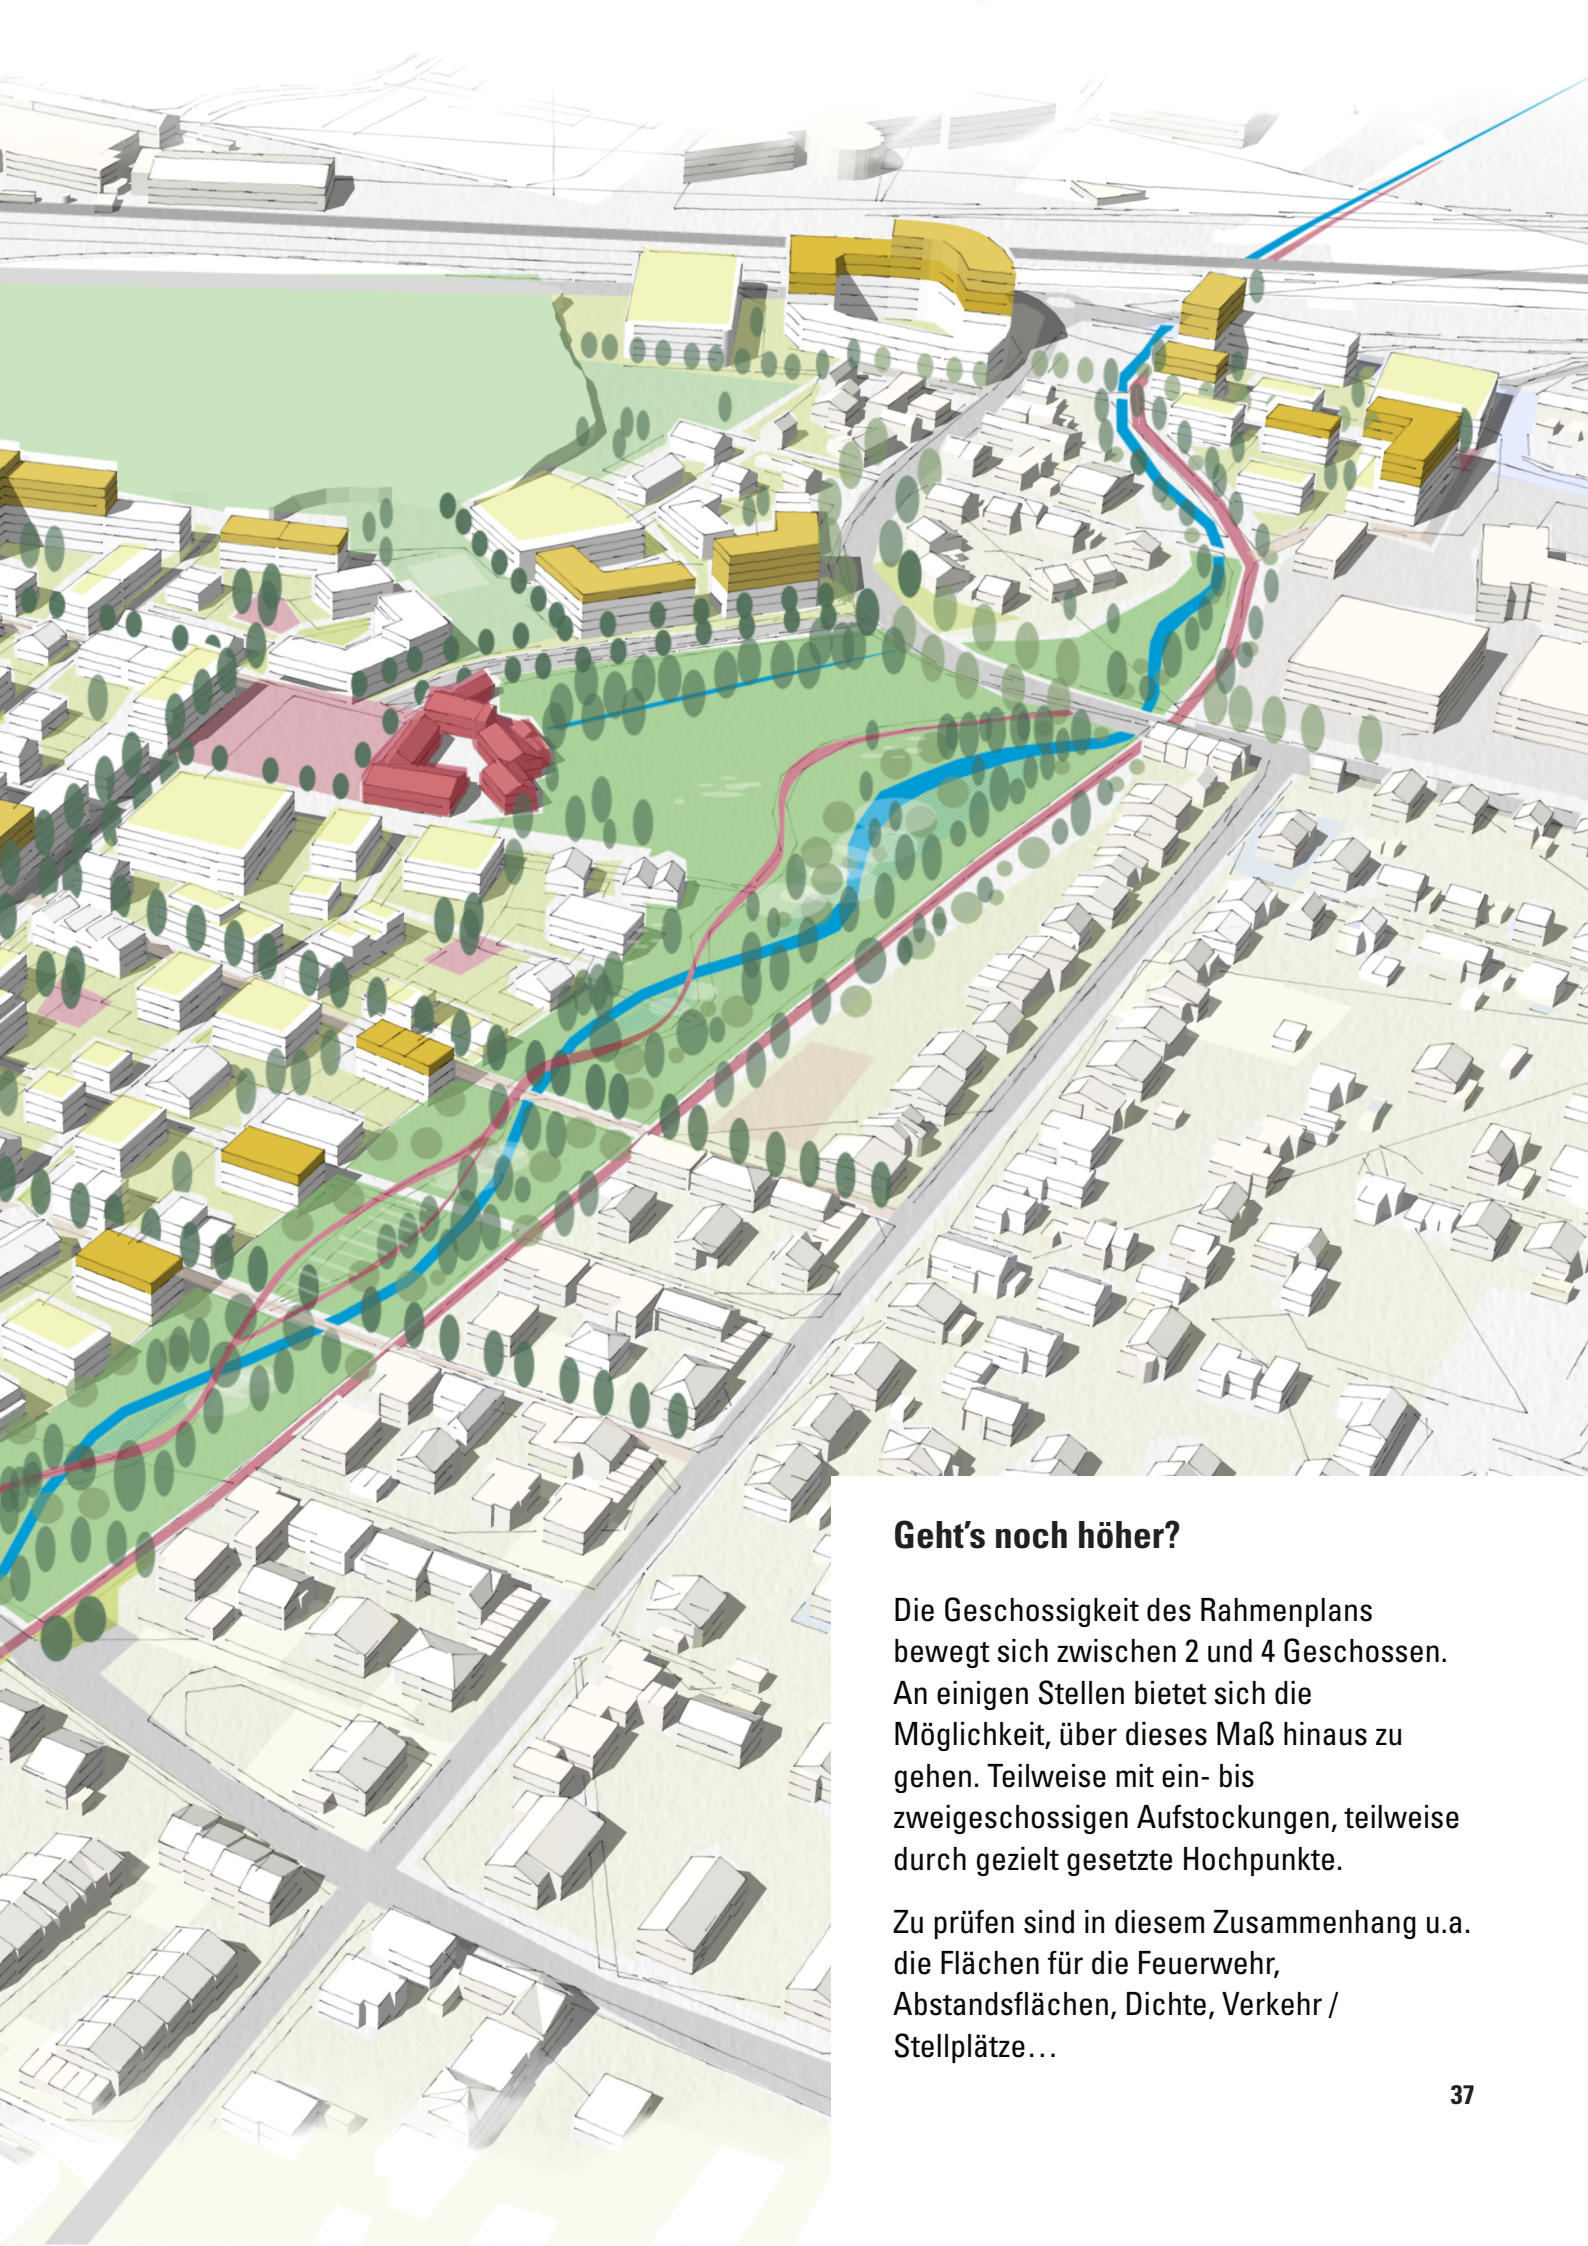 Geht’s noch höher?
Die Geschossigkeit des Rahmenplans
bewegt sich zwischen 2 und 4 Geschossen.
An einigen Stellen bietet sich die
Möglichkeit, über dieses Maß hinaus zu
gehen. Teilweise mit ein- bis
zweigeschossigen Aufstockungen, teilweise
durch gezielt gesetzte Hochpunkte.
Zu prüfen sind in diesem Zusammenhang u.a.
die Flächen für die Feuerwehr,
Abstandsflächen, Dichte, Verkehr /
Stellplätze…
37